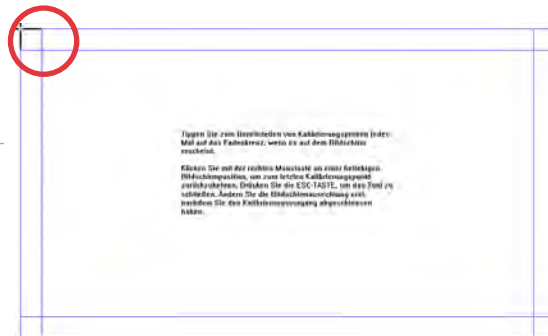 Tippen Sie zum Bereitstellen von Kalibrierungspunkten jedes
Mal auf das Fadenkreuz, wenn es auf dem Bildschirm
erscheint.
Klicken Sie mit der rechten Maustaste an einer beliebigen
Bildschirmposition, um zum letzten Kalibrierungspunkt
zurückzukehren. Drücken Sie die ESC-TASTE, um das Tool zu
schließen. Ändern Sie die Bildschirmausrichtung erst,
nachdem Sie den Kalibrierungsvorgang abgeschlossen
haben.